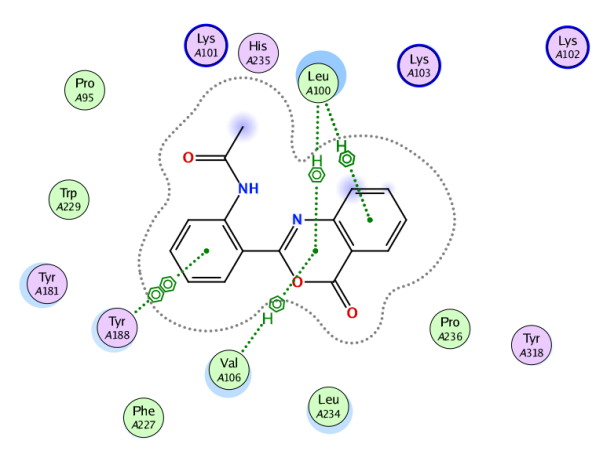 Lys
A101
His
A235
Lys
A102
Lys
A103
Leu
A100
Pro
A95
O
H
H
NH
Trp
A229
N
Tyr
A181
O
O
Tyr
A188
H
Pro
A236
Tyr
A318
Val
A106
Leu
A234
Phe
A227